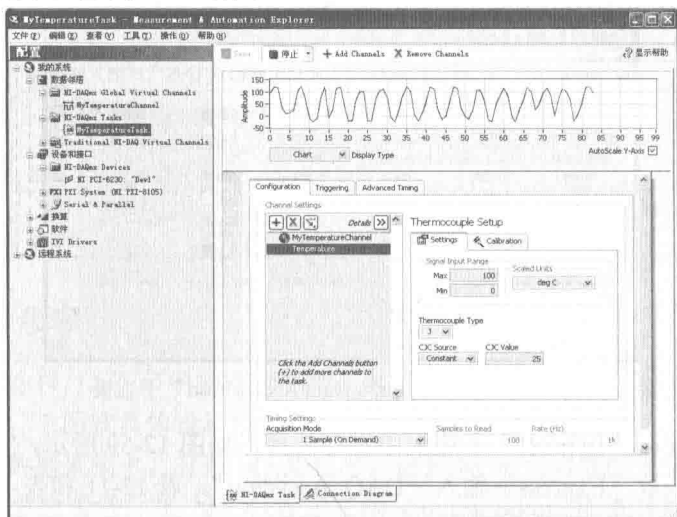 MyTemperatureTask - Measurement & Automation Explorer
文件(F) 编辑(E) 查看(V) 工具(T) 操作(O) 帮助(H)
配置
我的系统
数据邻居
NI-DAQmx Global Virtual Channels
MyTemperatureChannel
NI-DAQmx Tasks
MyTemperatureTask
Traditional NI-DAQ Virtual Channels
设备和接口
NI-DAQmx Devices
NI PCI-6230: "Dev1"
PXI PXI System (NI PXI-8105)
Serial & Parallel
换算
软件
IVI Drivers
远程系统
Save 停止 Add Channels Remove Channels 显示帮助
Amplitude
150
100
50
0
-50
0 5 10 15 20 25 30 35 40 45 50 55 60 65 70 75 80 85 90 95 99
Chart Display Type AutoScale Y-Axis
Configuration Triggering Advanced Timing
Channel Settings
Details
MyTemperatureChannel
Temperature
Click the Add Channels button
(+) to add more channels to
the task.
Thermocouple Setup
Settings Calibration
Signal Input Range
Max 100
Min 0
Scaled Units
deg C
Thermocouple Type
J
CJC Source CJC Value
Constant 25
Timing Settings
Acquisition Mode Samples to Read Rate (Hz)
1 Sample (On Demand) 100 1k
NI-DAQmx Task Connection Diagram